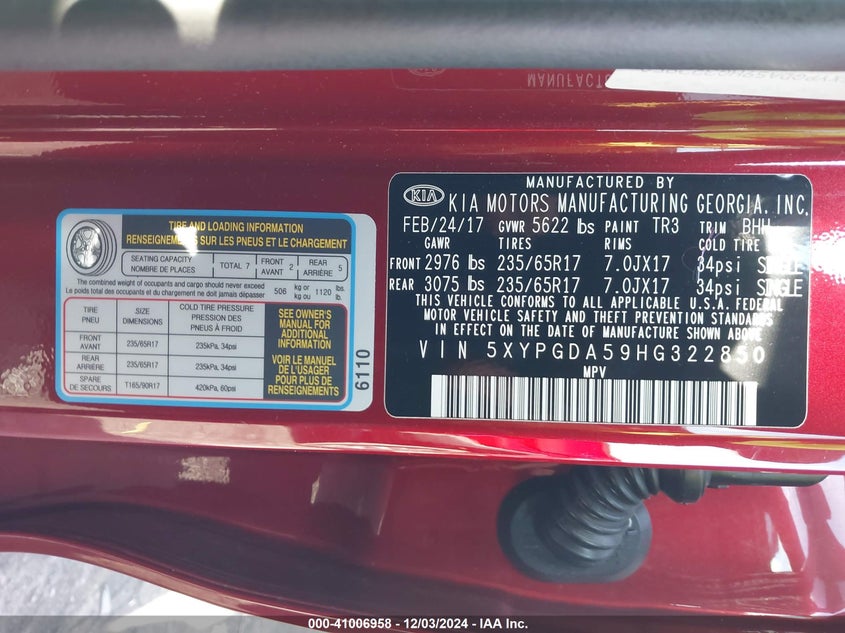 MANUFACTURED BY
KIA KIA MOTORS MANUFACTURING GEORGIA, INC.
FEB/24/17 GVWR 5622 lbs PAINT TR3 TRIM BHH
GAWR TIRES RIMS COLD TIRE
FRONT 2976 lbs 235/65R17 7.0JX17 34psi SINGLE
REAR 3075 lbs 235/65R17 7.0JX17 34psi SINGLE
THIS VEHICLE CONFORMS TO ALL APPLICABLE U.S.A. FEDERAL
MOTOR VEHICLE SAFETY AND THEFT PREVENTION STANDARDS
IN EFFECT ON THE DATE OF MANUFACTURE SHOWN ABOVE.
VIN 5XYPGDA59HG322850
MPV
TIRE AND LOADING INFORMATION
RENSEIGNEMENTS SUR LES PNEUS ET LE CHARGEMENT
SEATING CAPACITY
NOMBRE DE PLACES
TOTAL 7
FRONT
AVANT 2
REAR
ARRIÈRE 5
The combined weight of occupants and cargo should never exceed
Le poids total des occupants et du chargement ne doit jamais dépasser
506 kg or
kg ou 1120 lbs
lb
TIRE
PNEU
SIZE
DIMENSIONS
COLD TIRE PRESSURE
PRESSION DES
PNEUS À FROID
FRONT
AVANT
235/65R17
235kPa, 34psi
REAR
ARRIÈRE
235/65R17
235kPa, 34psi
SPARE
DE SECOURS
T165/90R17
420kPa, 60psi
SEE OWNER'S
MANUAL FOR
ADDITIONAL
INFORMATION
VOIR LE MANUEL
DE L'USAGER
POUR PLUS DE
RENSEIGNEMENTS
6110
000-41006958 - 12/03/2024 - IAA Inc.